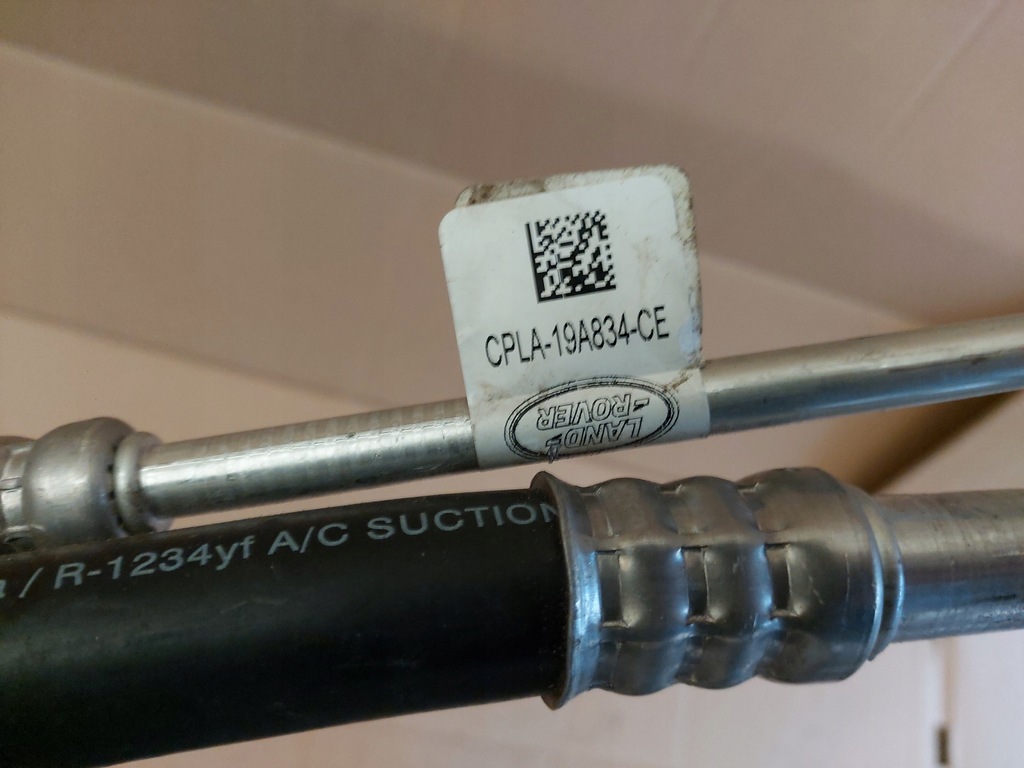 CPLA-19A834-CE
LAND
ROVER
/ R-1234yf A/C SUCTION